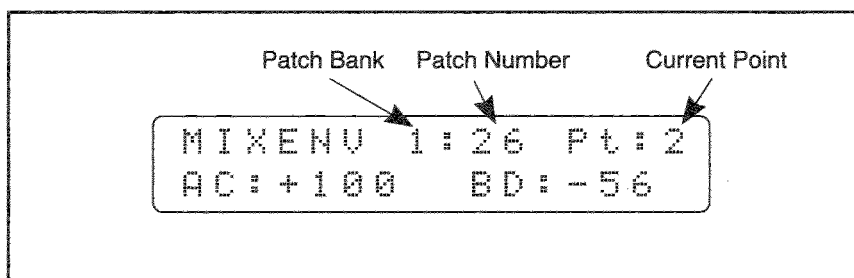 Patch Bank Patch Number Current Point
MIXENV 1:26 Pt:2
AC:+100 BD:-56